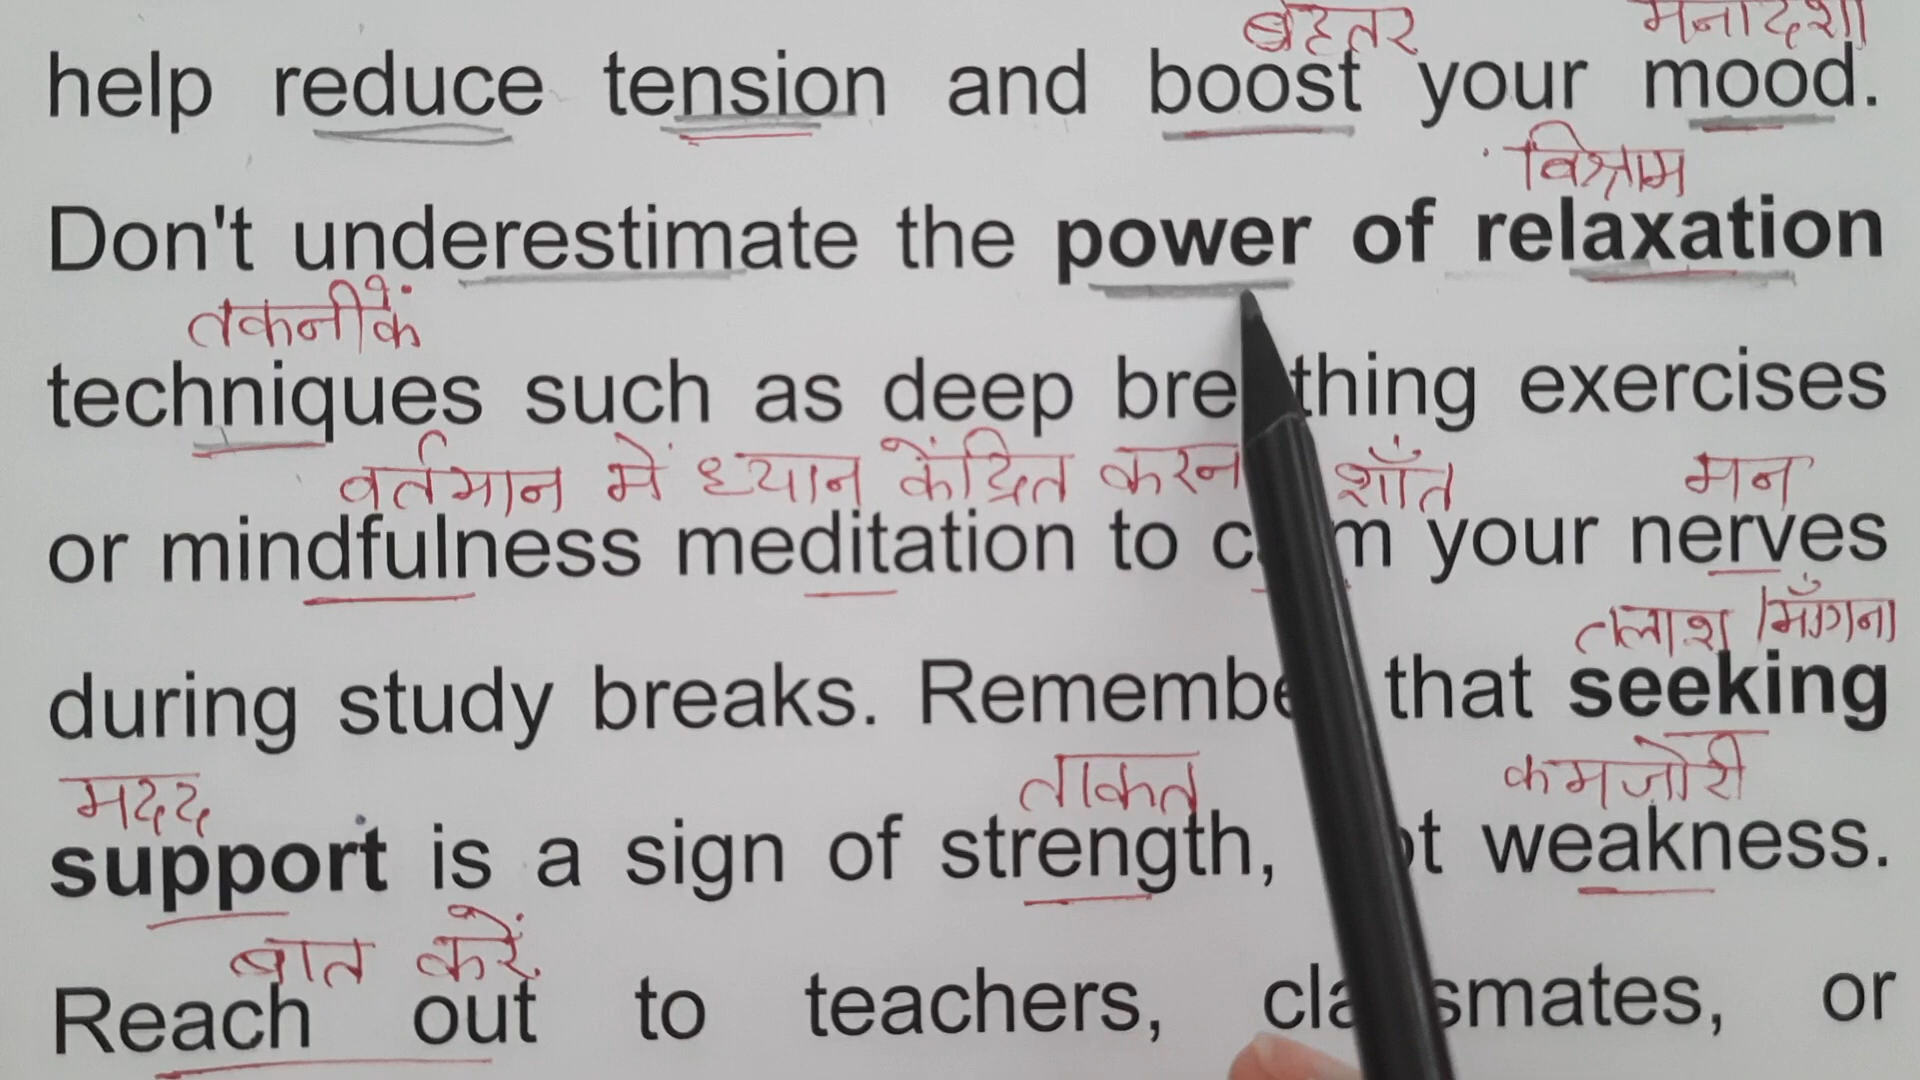 बेहतर मनोदशा
help reduce tension and boost your mood.
विश्राम
Don't underestimate the power of relaxation
तकनीकें
techniques such as deep bre thing exercises
वर्तमान में ध्यान केंद्रित करन शाँत मन
or mindfulness meditation to c m your nerves
तलाश/माँगना
during study breaks. Remembe that seeking
मदद ताकत कमज़ोरी
support is a sign of strength, ot weakness.
बात करें
Reach out to teachers, cla smates, or